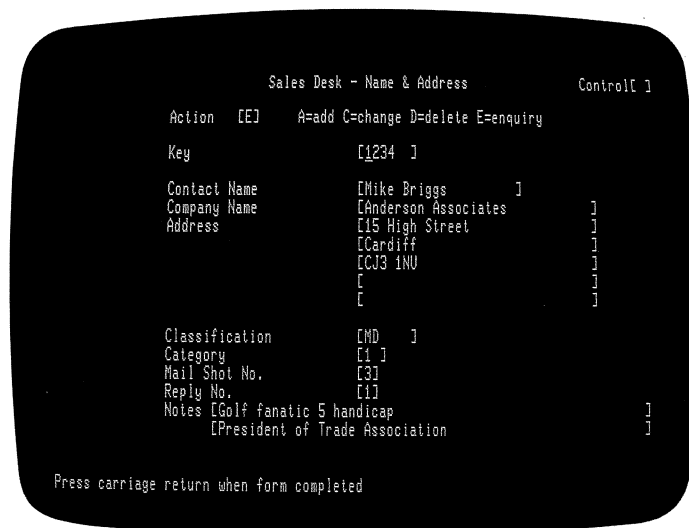 Sales Desk - Name & Address Control[ ]
Action [E] A=add C=change D=delete E=enquiry
Key [1234 ]
Contact Name [Mike Briggs ]
Company Name [Anderson Associates ]
Address [15 High Street ]
[Cardiff ]
[CJ3 1NU ]
[ ]
[ ]
Classification [MD ]
Category [1 ]
Mail Shot No. [3]
Reply No. [1]
Notes [Golf fanatic 5 handicap ]
[President of Trade Association ]
Press carriage return when form completed